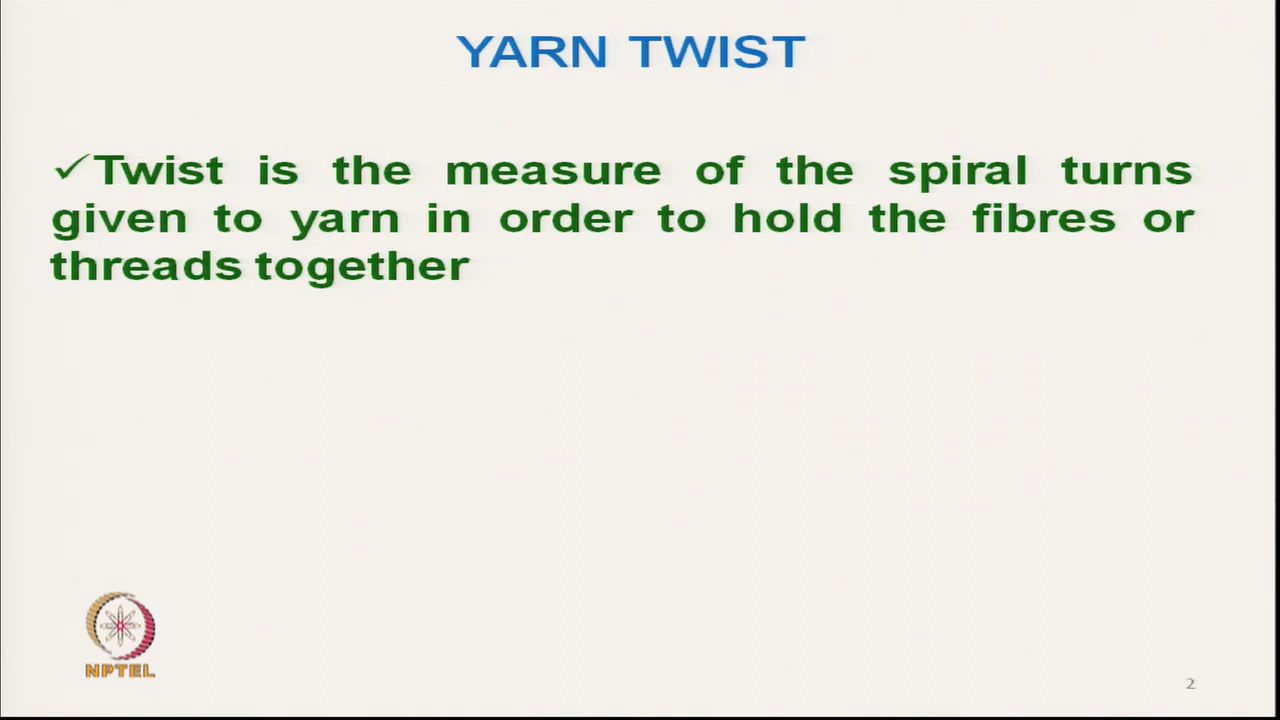 YARN TWIST
✓Twist is the measure of the spiral turns
given to yarn in order to hold the fibres or
threads together
NPTEL
2